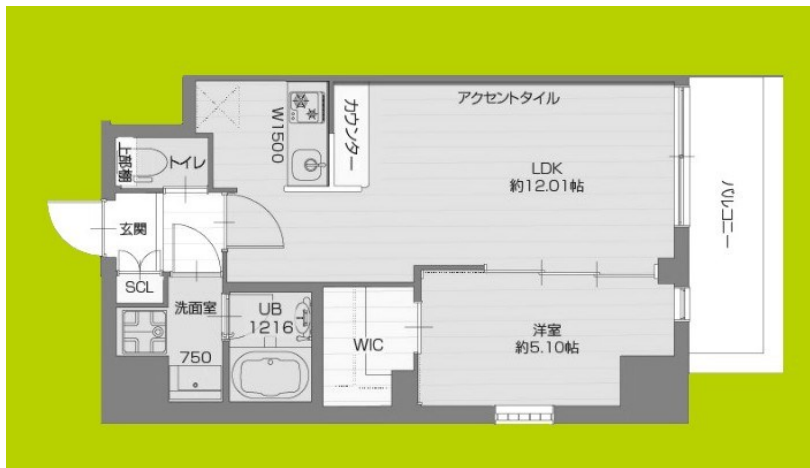 アクセントタイル
カウンター
W1500
LDK
約12.01帖
バルコニー
上部棚
トイレ
玄関
SCL
洗面室
750
UB
1216
WIC
洋室
約5.10帖